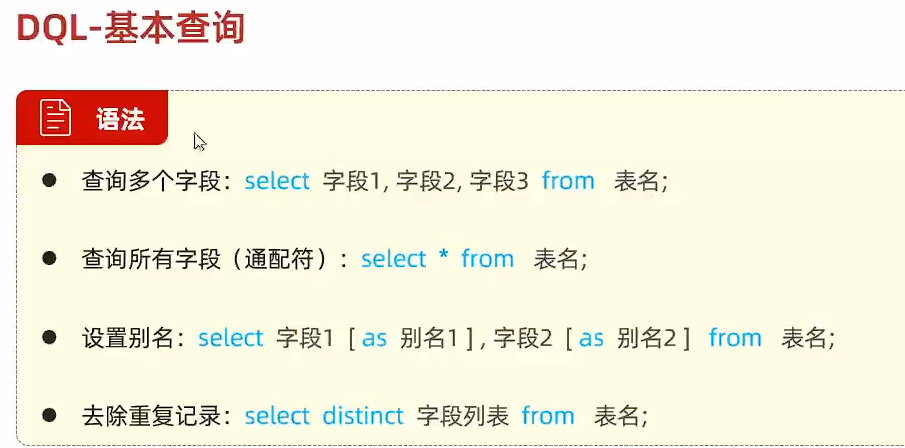 DQL-基本查询
语法
查询多个字段：select 字段1, 字段2, 字段3 from 表名;
查询所有字段（通配符）：select * from 表名;
设置别名：select 字段1 [ as 别名1 ] , 字段2 [ as 别名2 ] from 表名;
去除重复记录：select distinct 字段列表 from 表名;